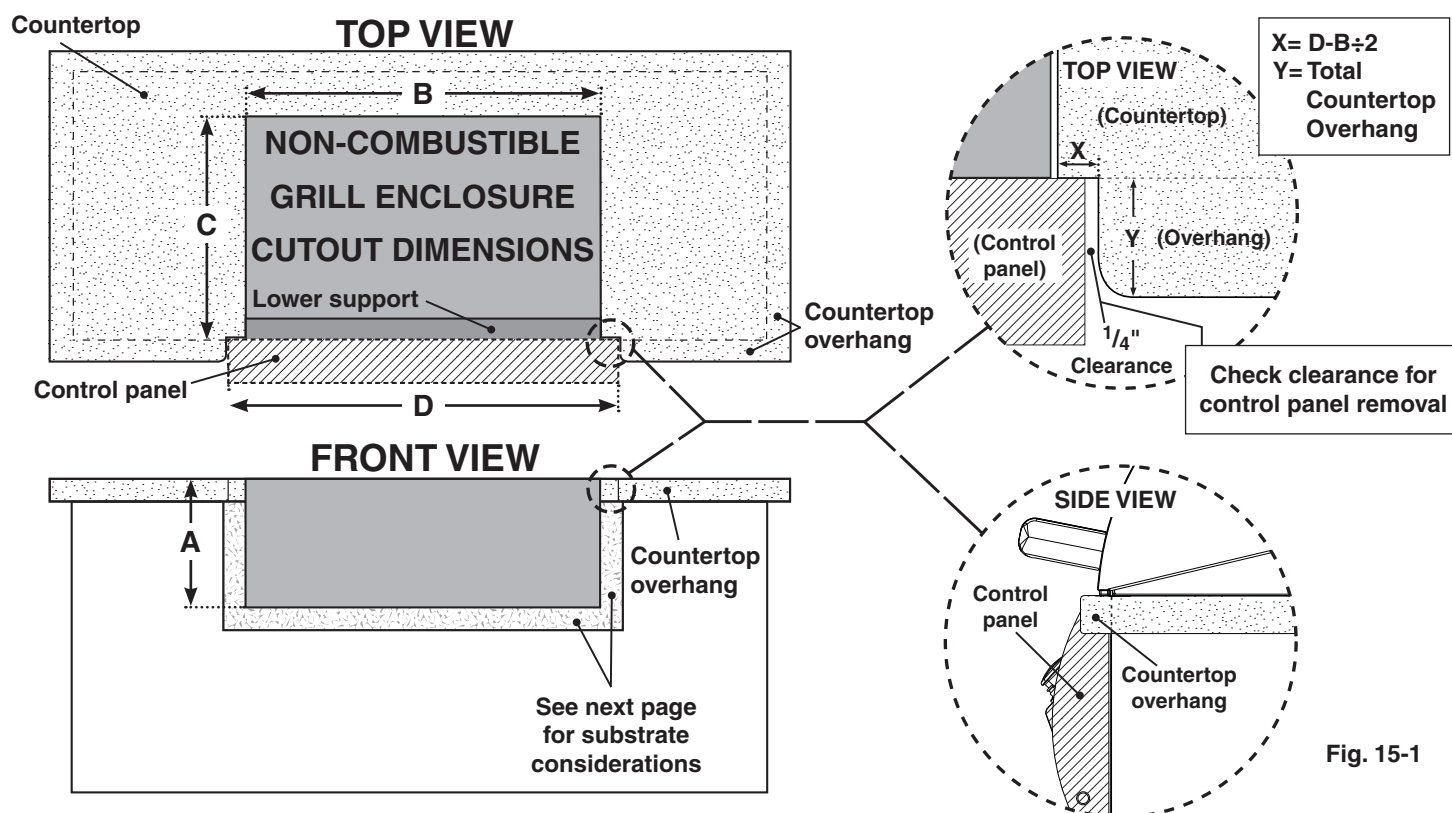 Countertop
TOP VIEW
B
NON-COMBUSTIBLE
GRILL ENCLOSURE
CUTOUT DIMENSIONS
C
Lower support
Countertop
overhang
Control panel
D
X= D-B÷2
Y= Total
Countertop
Overhang
TOP VIEW
(Countertop)
X
(Control
panel)
Y
(Overhang)
1/4"
Clearance
Check clearance for
control panel removal
FRONT VIEW
A
Countertop
overhang
See next page
for substrate
considerations
SIDE VIEW
Control
panel
Countertop
overhang
Fig. 15-1